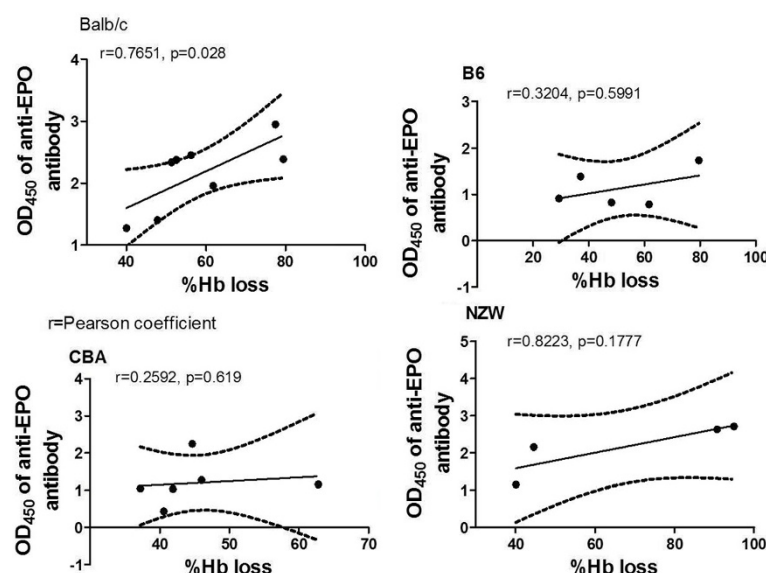 Balb/c
r=0.7651, p=0.028
OD450 of anti-EPO
antibody
4
3
2
1
40 60 80 100
%Hb loss
B6
r=0.3204, p=0.5991
OD450 of anti-EPO
antibody
3
2
1
0
-1
20 40 60 80 100
%Hb loss
r=Pearson coefficient
CBA
r=0.2592, p=0.619
OD450 of anti-EPO
antibody
4
3
2
1
0
-1
40 50 60 70
%Hb loss
NZW
r=0.8223, p=0.1777
OD450 of anti-EPO
antibody
5
4
3
2
1
0
40 60 80 100
%Hb loss